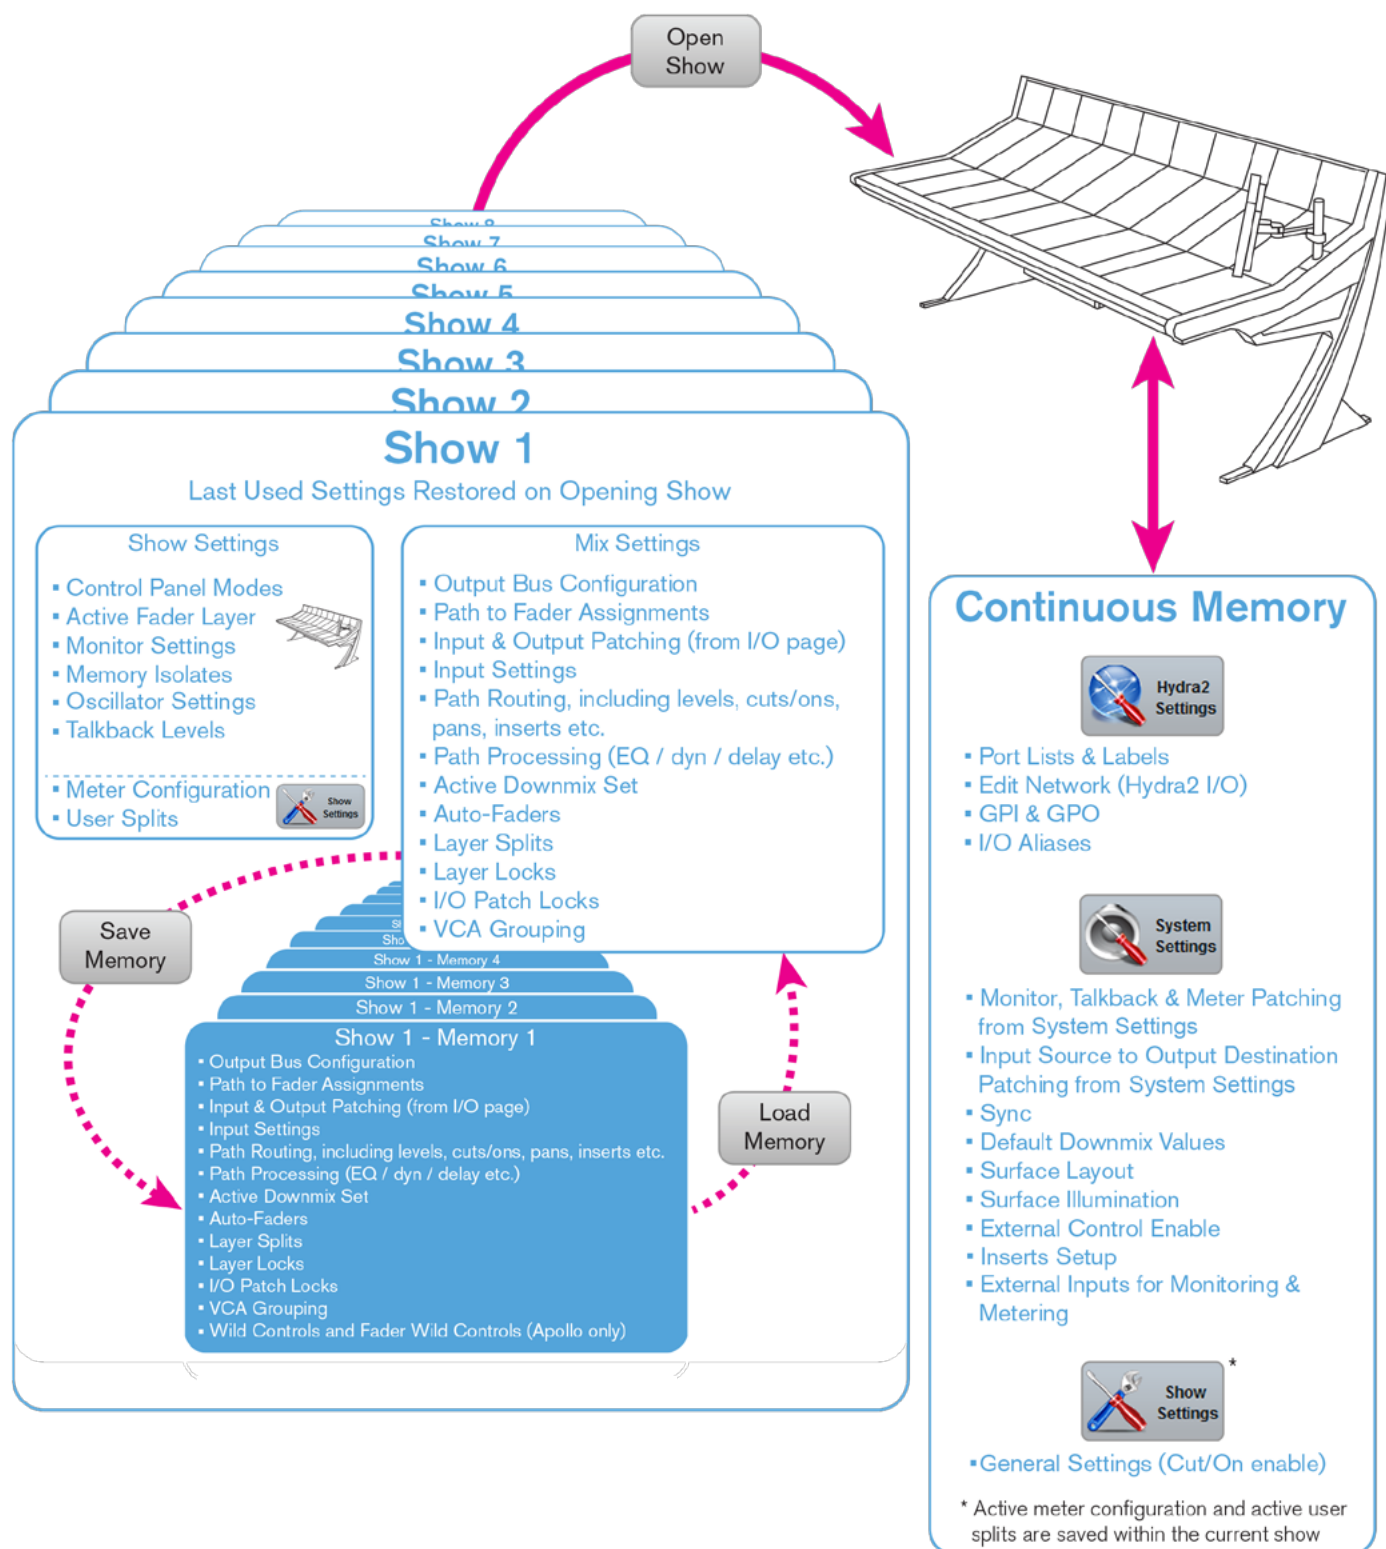 Open
Show
Show 8
Show 7
Show 6
Show 5
Show 4
Show 3
Show 2
Show 1
Last Used Settings Restored on Opening Show
Show Settings
▪ Control Panel Modes
▪ Active Fader Layer
▪ Monitor Settings
▪ Memory Isolates
▪ Oscillator Settings
▪ Talkback Levels
▪ Meter Configuration
▪ User Splits
Show
Settings
Mix Settings
▪ Output Bus Configuration
▪ Path to Fader Assignments
▪ Input & Output Patching (from I/O page)
▪ Input Settings
▪ Path Routing, including levels, cuts/ons,
pans, inserts etc.
▪ Path Processing (EQ / dyn / delay etc.)
▪ Active Downmix Set
▪ Auto-Faders
▪ Layer Splits
▪ Layer Locks
▪ I/O Patch Locks
▪ VCA Grouping
Save
Memory
Sho
Show 1 - Memory 4
Show 1 - Memory 3
Show 1 - Memory 2
Show 1 - Memory 1
▪ Output Bus Configuration
▪ Path to Fader Assignments
▪ Input & Output Patching (from I/O page)
▪ Input Settings
▪ Path Routing, including levels, cuts/ons, pans, inserts etc.
▪ Path Processing (EQ / dyn / delay etc.)
▪ Active Downmix Set
▪ Auto-Faders
▪ Layer Splits
▪ Layer Locks
▪ I/O Patch Locks
▪ VCA Grouping
▪ Wild Controls and Fader Wild Controls (Apollo only)
Load
Memory
Continuous Memory
Hydra2
Settings
▪ Port Lists & Labels
▪ Edit Network (Hydra2 I/O)
▪ GPI & GPO
▪ I/O Aliases
System
Settings
▪ Monitor, Talkback & Meter Patching
from System Settings
▪ Input Source to Output Destination
Patching from System Settings
▪ Sync
▪ Default Downmix Values
▪ Surface Layout
▪ Surface Illumination
▪ External Control Enable
▪ Inserts Setup
▪ External Inputs for Monitoring &
Metering
Show
Settings
*
▪ General Settings (Cut/On enable)
* Active meter configuration and active user
splits are saved within the current show